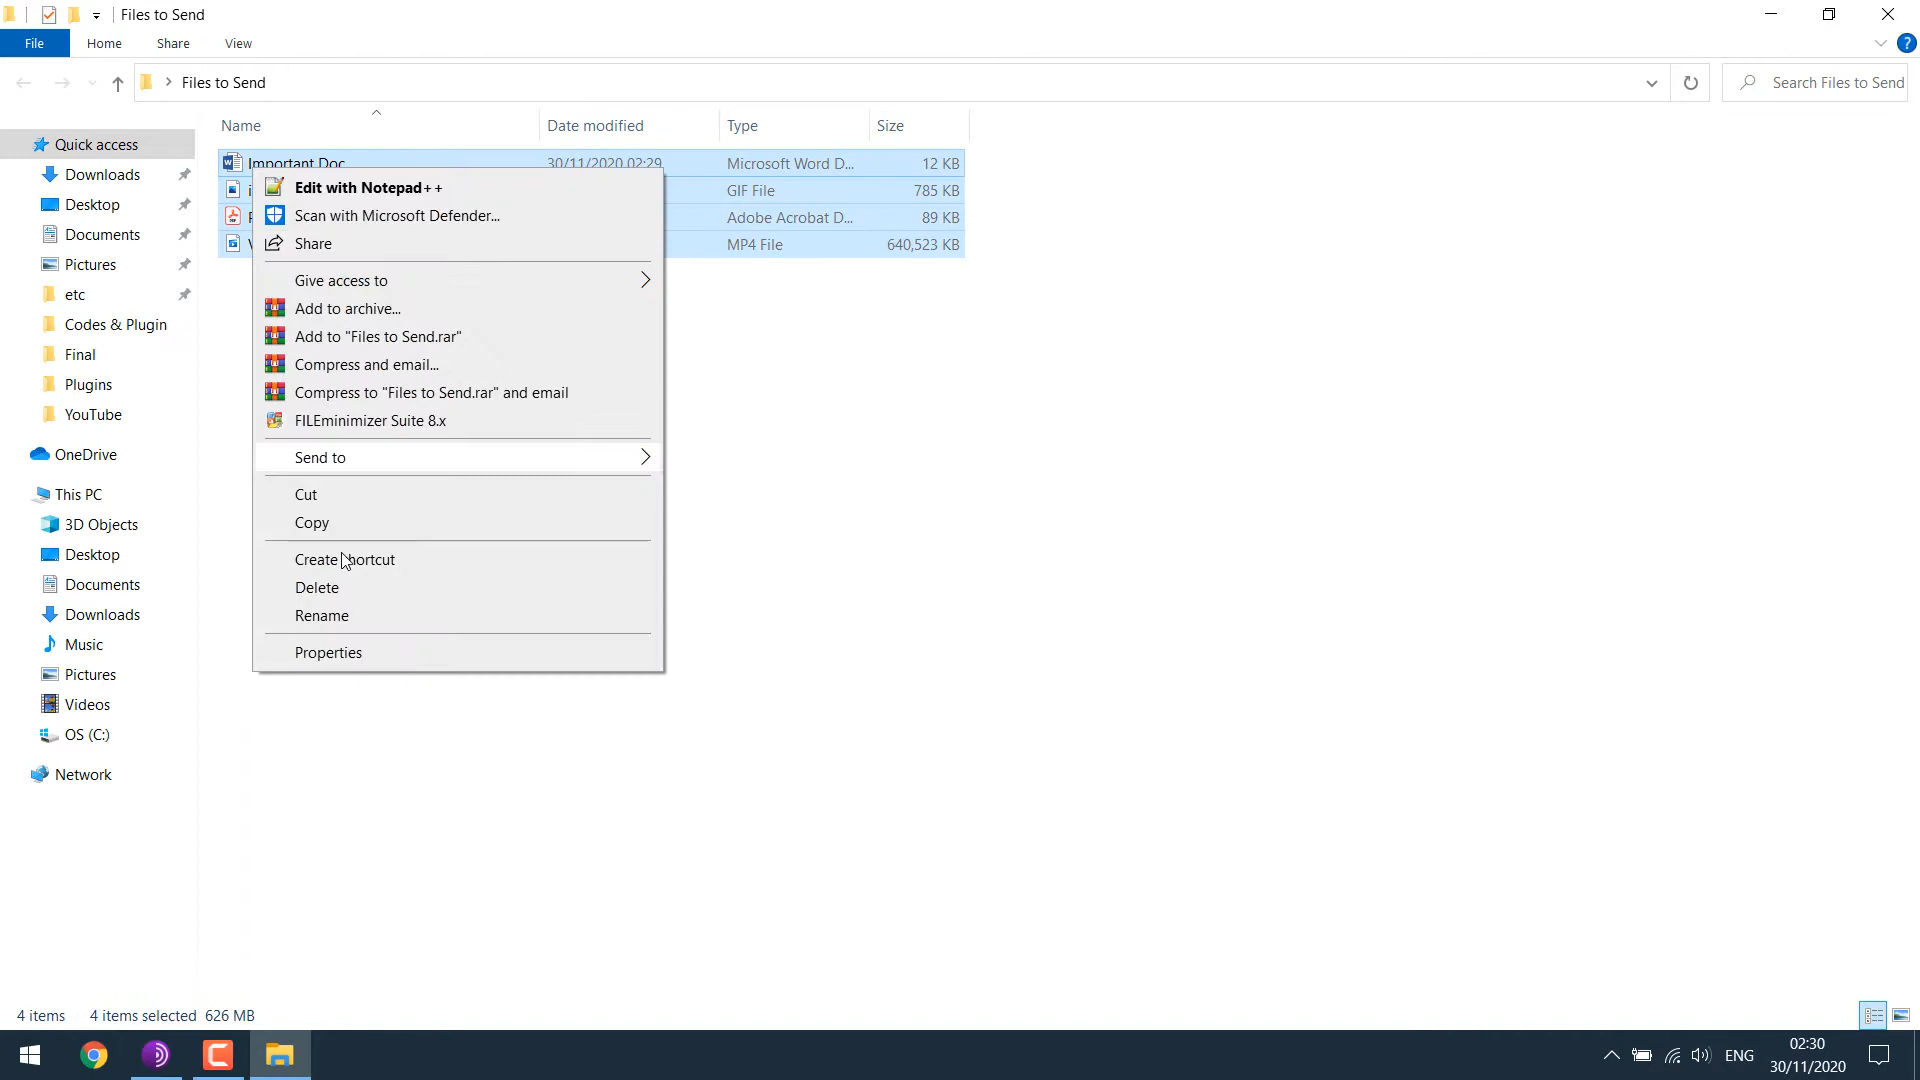 Files to Send
File Home Share View
Files to Send
Search Files to Send
Name Date modified Type Size
Quick access
Downloads
Desktop
Documents
Pictures
etc
Codes & Plugin
Final
Plugins
YouTube
OneDrive
This PC
3D Objects
Desktop
Documents
Downloads
Music
Pictures
Videos
OS (C:)
Network
Important Doc 30/11/2020 02:29 Microsoft Word D... 12 KB
GIF File 785 KB
Adobe Acrobat D... 89 KB
MP4 File 640,523 KB
Edit with Notepad++
Scan with Microsoft Defender...
Share
Give access to
Add to archive...
Add to "Files to Send.rar"
Compress and email...
Compress to "Files to Send.rar" and email
FILEminimizer Suite 8.x
Send to
Cut
Copy
Create shortcut
Delete
Rename
Properties
4 items 4 items selected 626 MB
ENG
02:30
30/11/2020